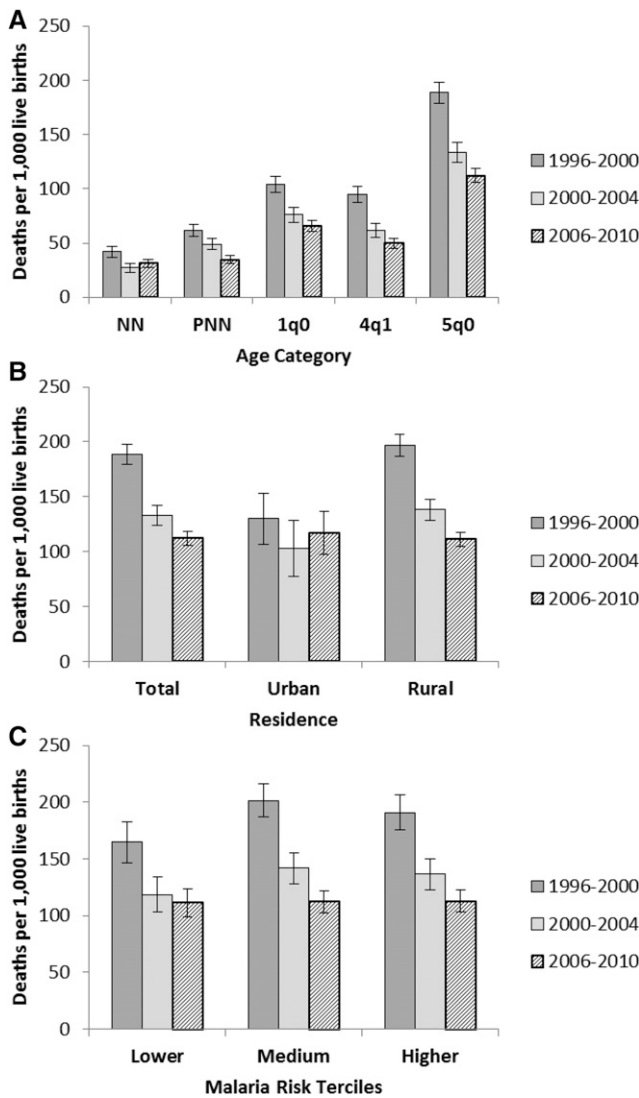 A
Deaths per 1,000 live births
250
200
150
100
50
0
NN PNN 1q0 4q1 5q0
Age Category
1996-2000
2000-2004
2006-2010
B
Deaths per 1,000 live births
250
200
150
100
50
0
Total Urban Rural
Residence
1996-2000
2000-2004
2006-2010
C
Deaths per 1,000 live births
250
200
150
100
50
0
Lower Medium Higher
Malaria Risk Terciles
1996-2000
2000-2004
2006-2010